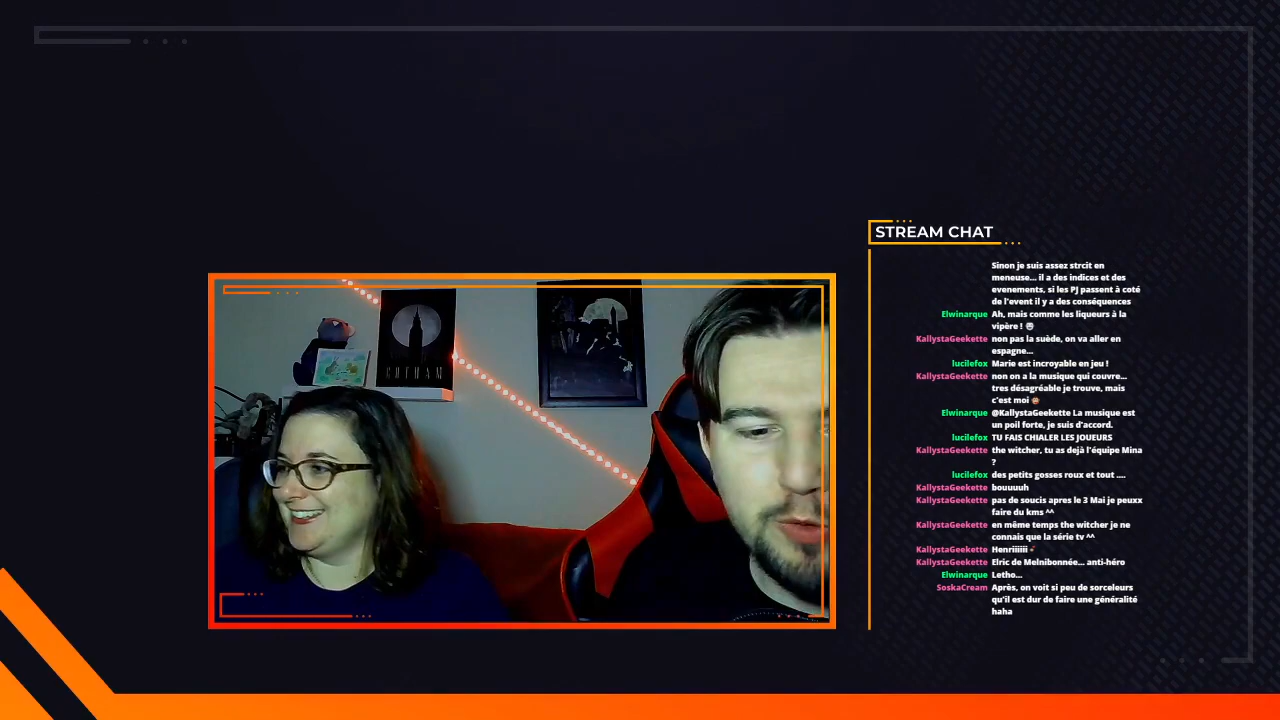 STREAM CHAT
Sinon je suis assez strcit en
meneuse... il a des indices et des
evenements, si les PJ passent à coté
de l'event il y a des conséquences
Elwinarque Ah, mais comme les liqueurs à la
vipère !
KallystaGeekette non pas la suède, on va aller en
espagne...
lucilefox Marie est incroyable en jeu !
KallystaGeekette non on a la musique qui couvre...
tres désagréable je trouve, mais
c'est moi
Elwinarque @KallystaGeekette La musique est
un poil forte, je suis d'accord.
lucilefox TU FAIS CHIALER LES JOUEURS
KallystaGeekette the witcher, tu as dejà l'équipe Mina
?
lucilefox des petits gosses roux et tout ....
KallystaGeekette bouuuuh
KallystaGeekette pas de soucis apres le 3 Mai je peuxx
faire du kms ^^
KallystaGeekette en même temps the witcher je ne
connais que la série tv ^^
KallystaGeekette Henriiiiii
KallystaGeekette Elric de Melnibonnée... anti-héro
Elwinarque Letho...
SoskaCream Après, on voit si peu de sorceleurs
qu'il est dur de faire une généralité
haha
GOTHAM